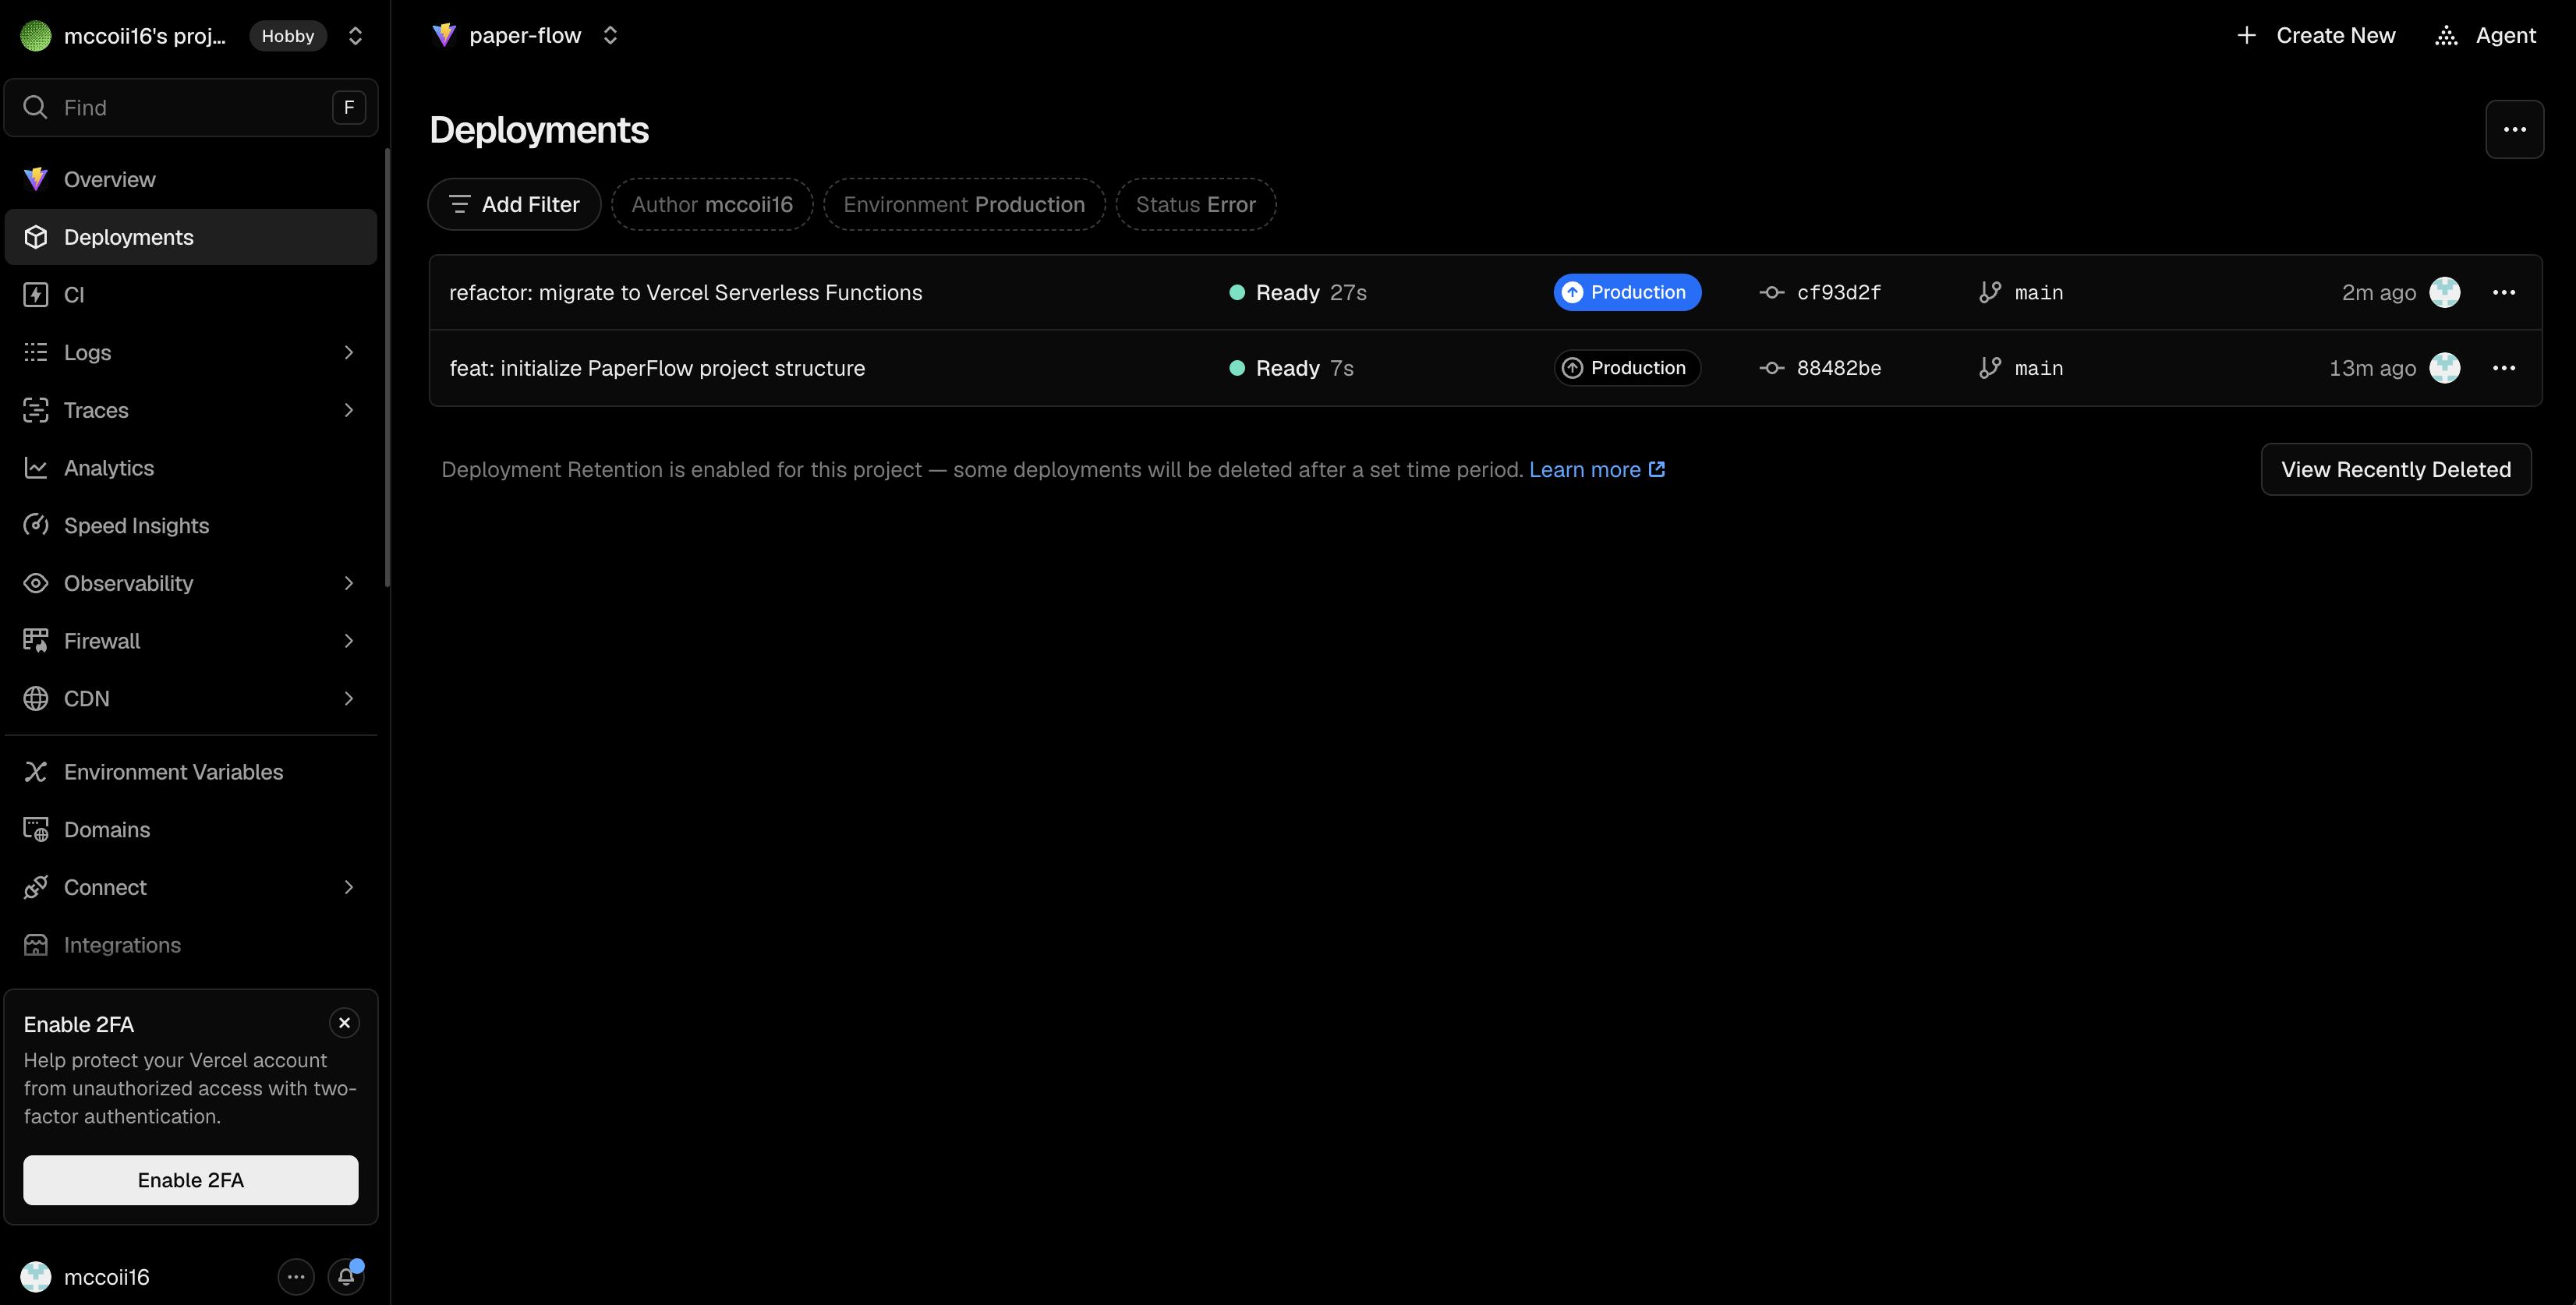 mccoii16's proj... Hobby
Find F
Overview
Deployments
CI
Logs
Traces
Analytics
Speed Insights
Observability
Firewall
CDN
Environment Variables
Domains
Connect
Integrations
Enable 2FA
Help protect your Vercel account
from unauthorized access with two-
factor authentication.
Enable 2FA
mccoii16
paper-flow
Create New Agent
Deployments
Add Filter Author mccoii16 Environment Production Status Error
refactor: migrate to Vercel Serverless Functions Ready 27s Production cf93d2f main 2m ago
feat: initialize PaperFlow project structure Ready 7s Production 88482be main 13m ago
Deployment Retention is enabled for this project — some deployments will be deleted after a set time period. Learn more View Recently Deleted